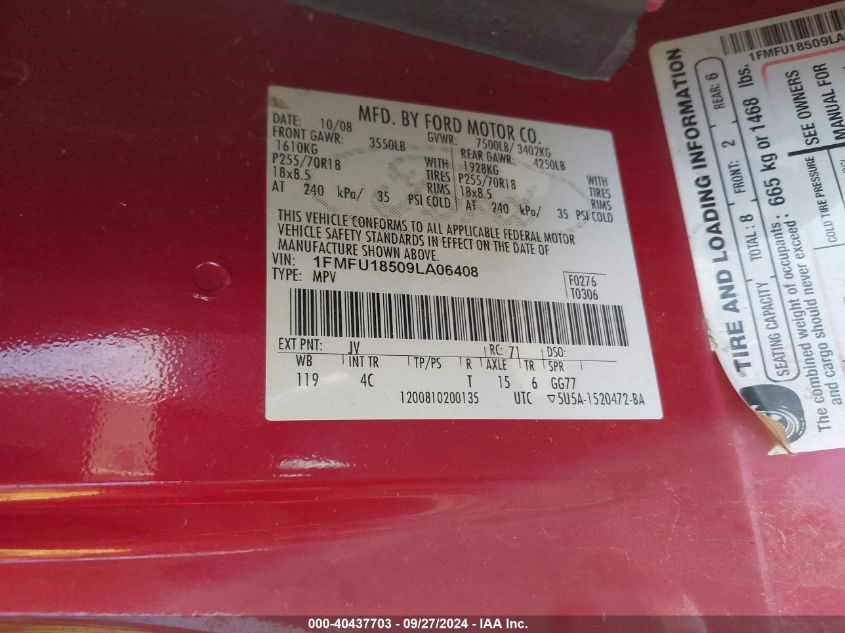 MFD. BY FORD MOTOR CO.
DATE: 10/08 GVWR: 7500LB/ 3402KG
FRONT GAWR: 3550LB REAR GAWR: 4250LB
1610KG WITH 1928KG WITH
P255/70R18 TIRES P255/70R18 TIRES
18x8.5 RIMS 18x8.5 RIMS
AT 240 kPa/ 35 PSI COLD AT 240 kPa/ 35 PSI COLD
THIS VEHICLE CONFORMS TO ALL APPLICABLE FEDERAL MOTOR
VEHICLE SAFETY STANDARDS IN EFFECT ON THE DATE OF
MANUFACTURE SHOWN ABOVE.
VIN: 1FMFU18509LA06408
TYPE: MPV
F0276
T0306
EXT PNT: JV RC: 71 DSO:
WB INT TR TP/PS R AXLE TR SPR
119 4C T 15 6 GG77
1200810200135 UTC ▽5U5A-1520472-BA
1FMFU18509LA
TIRE AND LOADING INFORMATION
SEATING CAPACITY TOTAL: 8 FRONT: 2 REAR: 6
The combined weight of occupants: 665 kg or 1468 lbs.
and cargo should never exceed:
COLD TIRE PRESSURE
SEE OWNERS
MANUAL FOR
000-40437703 - 09/27/2024 - IAA Inc.